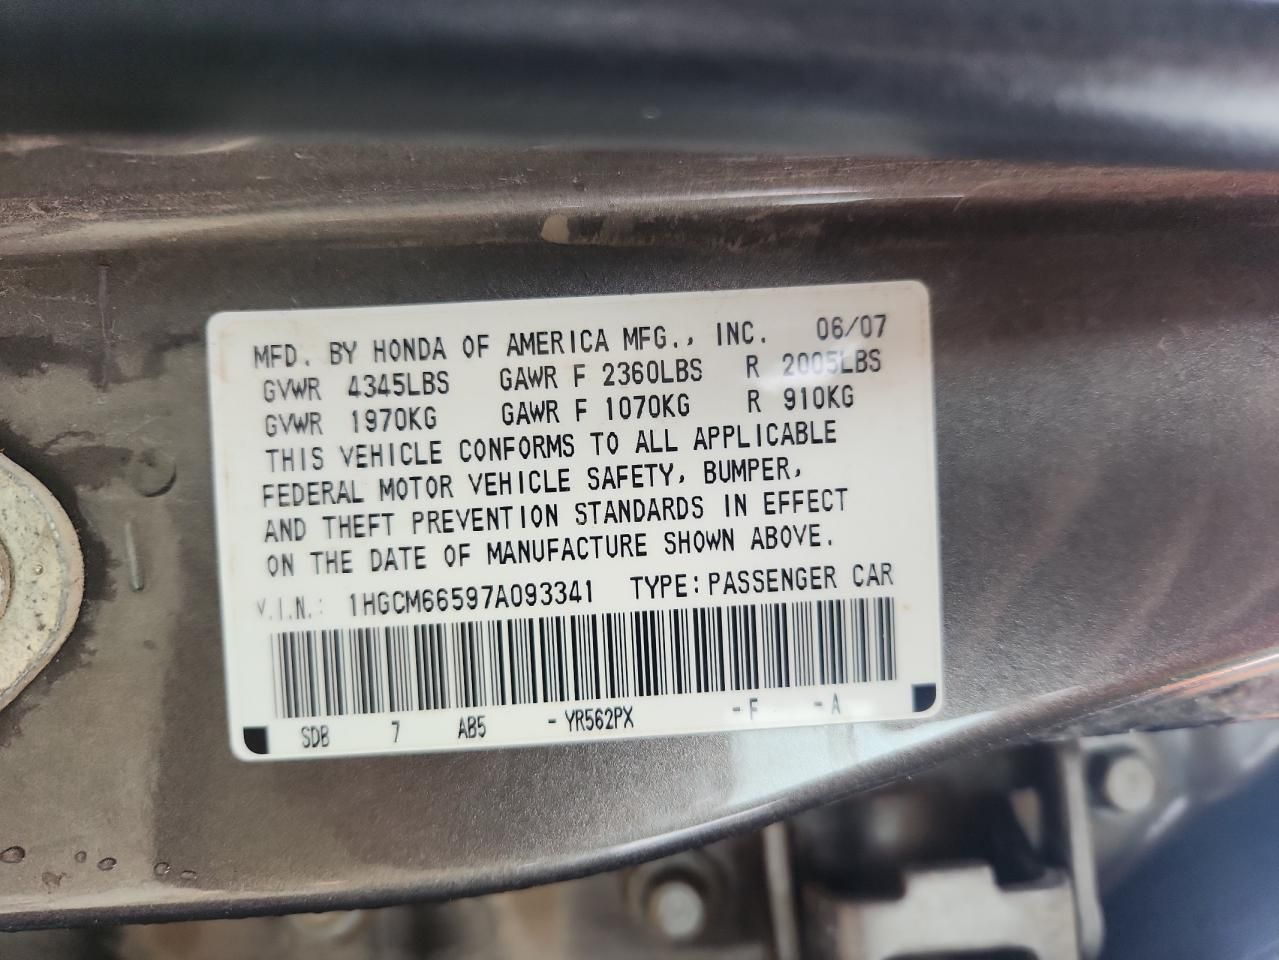 MFD. BY HONDA OF AMERICA MFG., INC. 06/07
GVWR 4345LBS GAWR F 2360LBS R 2005LBS
GVWR 1970KG GAWR F 1070KG R 910KG
THIS VEHICLE CONFORMS TO ALL APPLICABLE
FEDERAL MOTOR VEHICLE SAFETY, BUMPER,
AND THEFT PREVENTION STANDARDS IN EFFECT
ON THE DATE OF MANUFACTURE SHOWN ABOVE.
V.I.N.: 1HGCM66597A093341 TYPE: PASSENGER CAR
SDB 7 AB5 -YR562PX -F -A